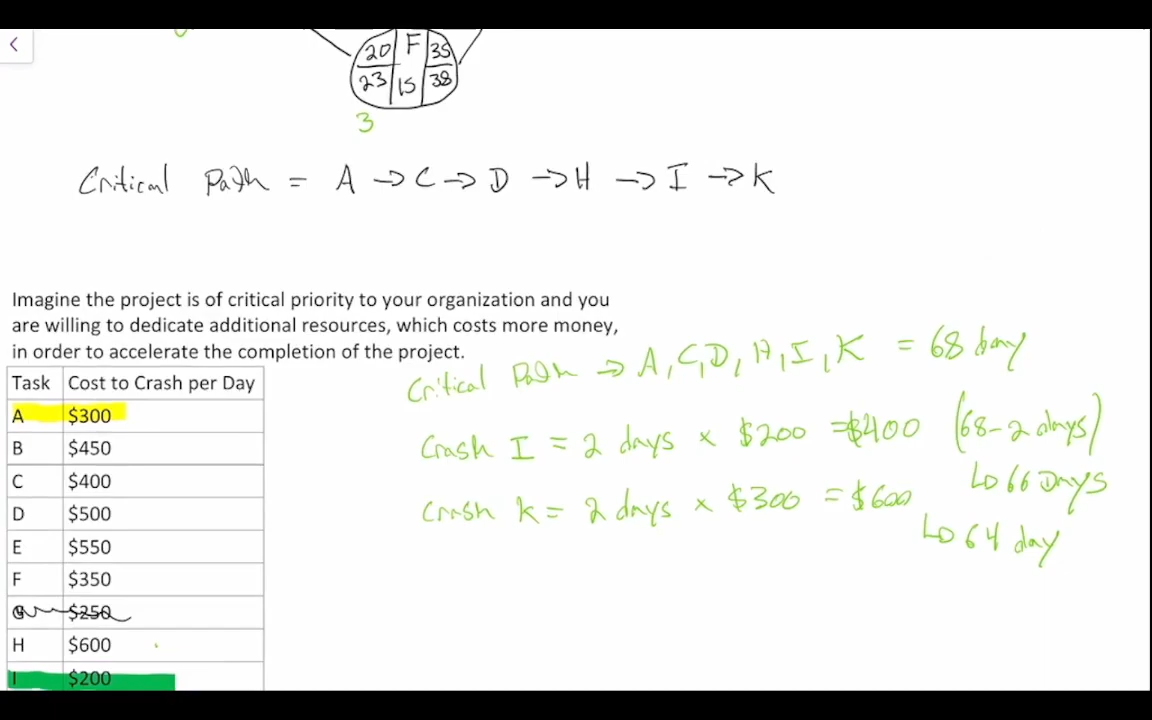 20 F 35
23 15 38
3
Critical Path = A → C → D → H → I → K
Imagine the project is of critical priority to your organization and you
are willing to dedicate additional resources, which costs more money,
in order to accelerate the completion of the project.
Critical Path → A, C, D, H, I, K = 68 day
Task Cost to Crash per Day
A $300
B $450
C $400
D $500
E $550
F $350
G $250
H $600
I $200
Crash I = 2 days × $200 = $400 (68-2 days)
↳ 66 Days
Crash K = 2 days × $300 = $600
↳ 64 day